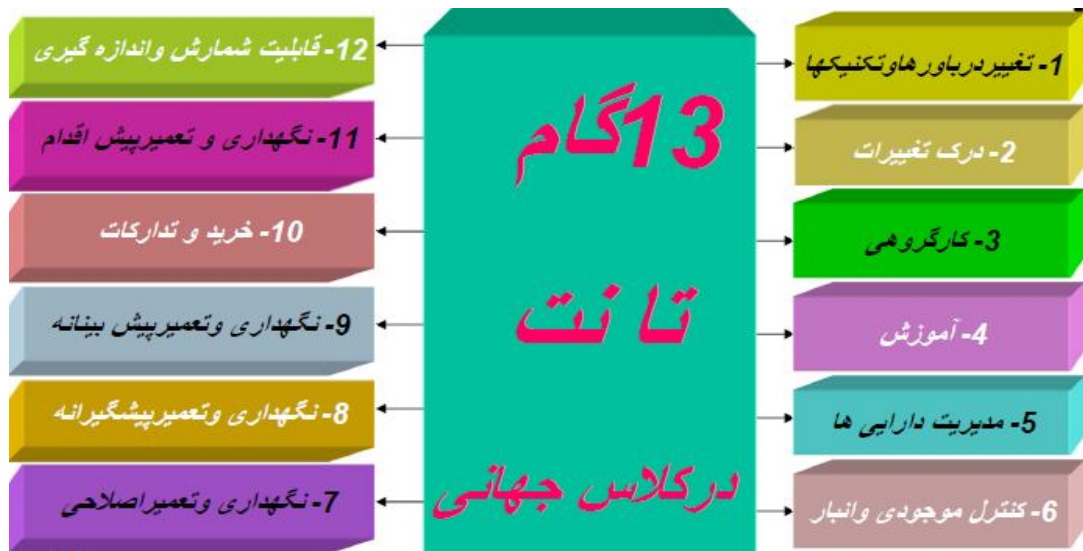 13گام
تا نت
درکلاس جهانی
1- تغییردرباورهاوتکنیکها
2- درک تغییرات
3- کارگروهی
4- آموزش
5- مدیریت دارایی ها
6- کنترل موجودی وانبار
7- نگهداری وتعمیراصلاحی
8- نگهداری وتعمیرپیشگیرانه
9- نگهداری وتعمیرپیش بینانه
10- خرید و تدارکات
11- نگهداری و تعمیرپیش اقدام
12- قابلیت شمارش واندازه گیری